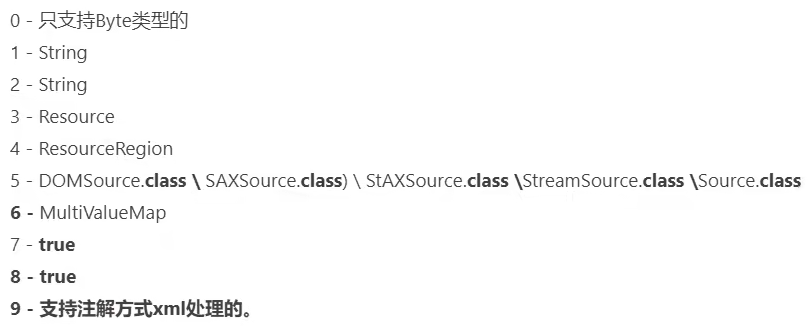 0 - 只支持Byte类型的
1 - String
2 - String
3 - Resource
4 - ResourceRegion
5 - DOMSource.class \ SAXSource.class) \ StAXSource.class \StreamSource.class \Source.class
6 - MultiValueMap
7 - true
8 - true
9 - 支持注解方式xml处理的。